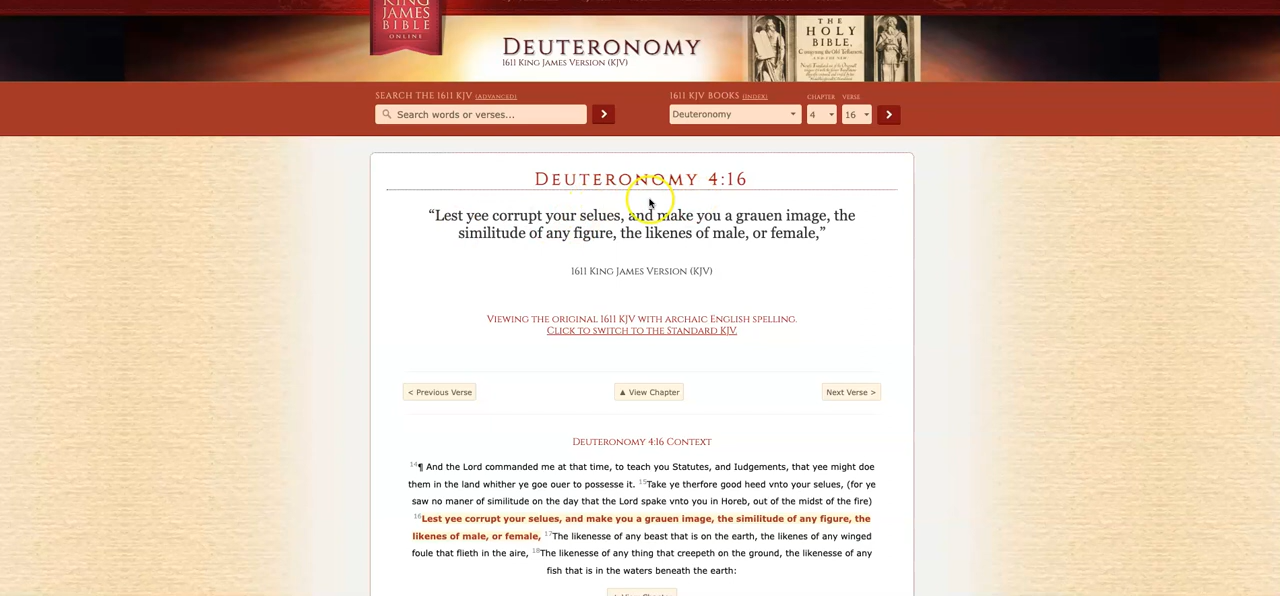 KING
JAMES
BIBLE
ONLINE
DEUTERONOMY
1611 KING JAMES VERSION (KJV)
THE
HOLY
BIBLE,
SEARCH THE 1611 KJV (ADVANCED)
1611 KJV BOOKS (INDEX)
CHAPTER
VERSE
Search words or verses...
Deuteronomy
4
16
DEUTERONOMY 4:16
“Lest yee corrupt your selues, and make you a grauen image, the
similitude of any figure, the likenes of male, or female,”
1611 KING JAMES VERSION (KJV)
VIEWING THE ORIGINAL 1611 KJV WITH ARCHAIC ENGLISH SPELLING.
CLICK TO SWITCH TO THE STANDARD KJV.
< Previous Verse
▲ View Chapter
Next Verse >
DEUTERONOMY 4:16 CONTEXT
14¶ And the Lord commanded me at that time, to teach you Statutes, and Iudgements, that yee might doe
them in the land whither ye goe ouer to possesse it. 15Take ye therfore good heed vnto your selues, (for ye
saw no maner of similitude on the day that the Lord spake vnto you in Horeb, out of the midst of the fire)
16Lest yee corrupt your selues, and make you a grauen image, the similitude of any figure, the
likenes of male, or female, 17The likenesse of any beast that is on the earth, the likenes of any winged
foule that flieth in the aire, 18The likenesse of any thing that creepeth on the ground, the likenesse of any
fish that is in the waters beneath the earth: